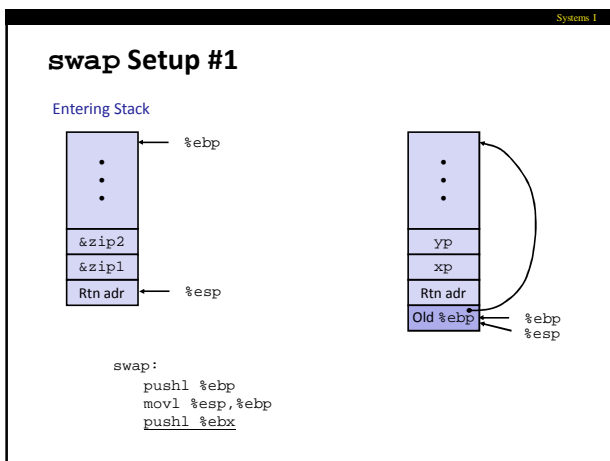 Systems I
swap Setup #1
Entering Stack
%ebp
•
•
•
&zip2
&zip1
Rtn adr
%esp
•
•
•
yp
xp
Rtn adr
Old %ebp
%ebp
%esp
swap:
pushl %ebp
movl %esp,%ebp
pushl %ebx